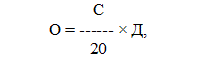 С
О = ------ × Д,
20